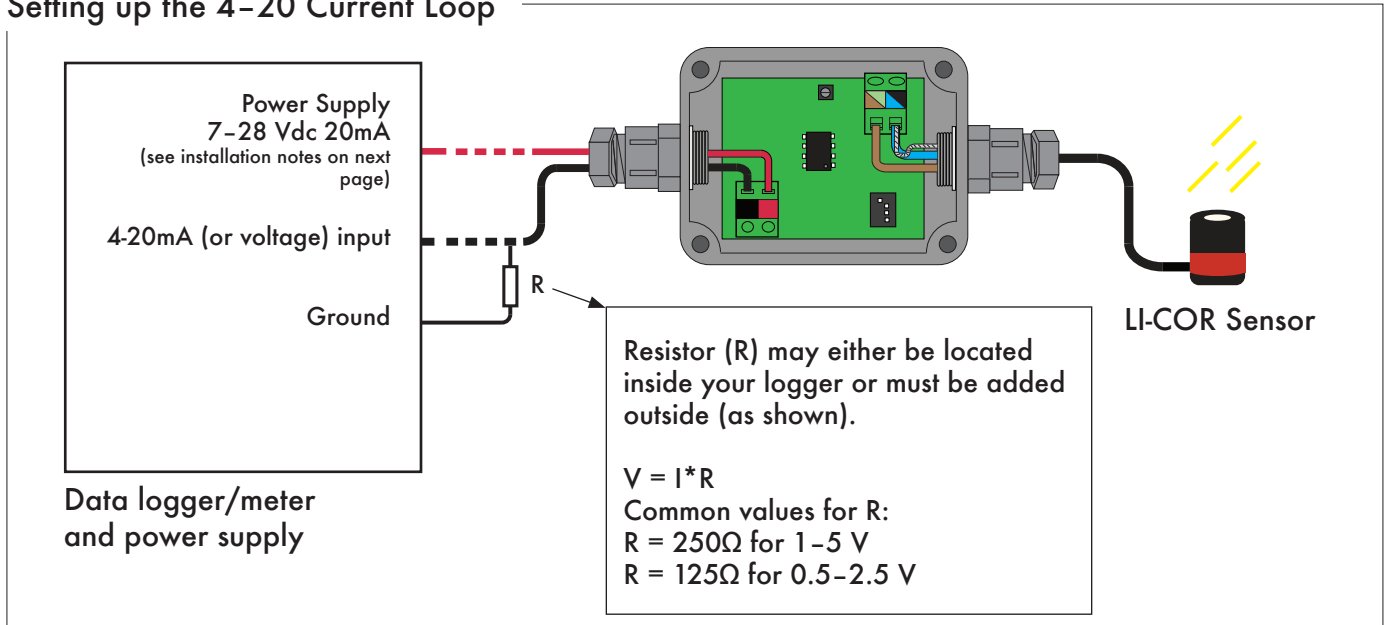 Setting up the 4–20 Current Loop
Power Supply
7–28 Vdc 20mA
(see installation notes on next
page)
4-20mA (or voltage) input
Ground
R
Data logger/meter
and power supply
LI-COR Sensor
Resistor (R) may either be located
inside your logger or must be added
outside (as shown).
V = I*R
Common values for R:
R = 250Ω for 1–5 V
R = 125Ω for 0.5–2.5 V